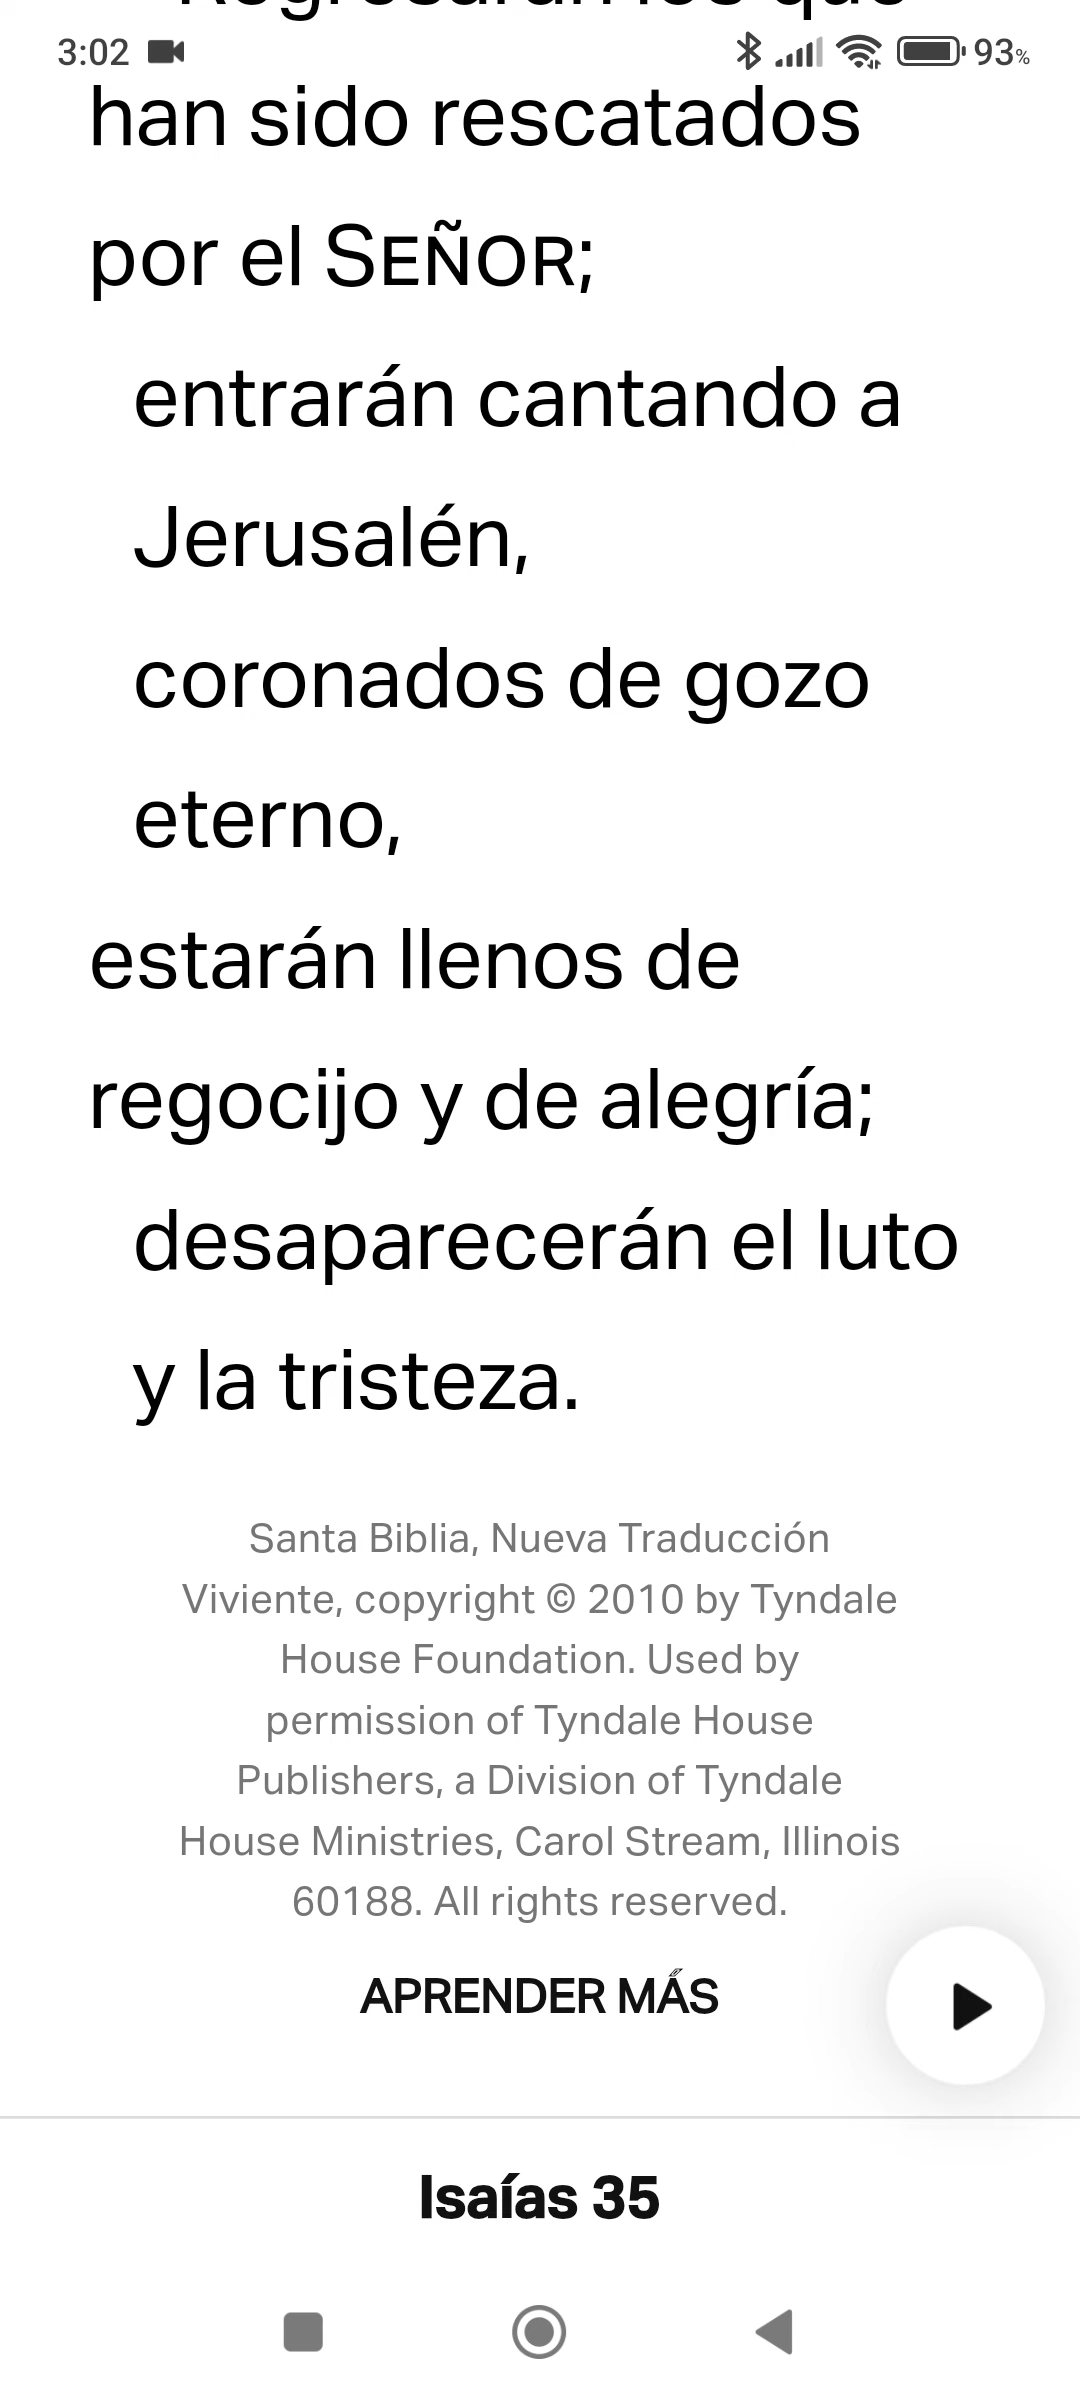 3:02
93%
han sido rescatados
por el SEÑOR;
entrarán cantando a
Jerusalén,
coronados de gozo
eterno,
estarán llenos de
regocijo y de alegría;
desaparecerán el luto
y la tristeza.
Santa Biblia, Nueva Traducción
Viviente, copyright © 2010 by Tyndale
House Foundation. Used by
permission of Tyndale House
Publishers, a Division of Tyndale
House Ministries, Carol Stream, Illinois
60188. All rights reserved.
APRENDER MÁS
Isaías 35